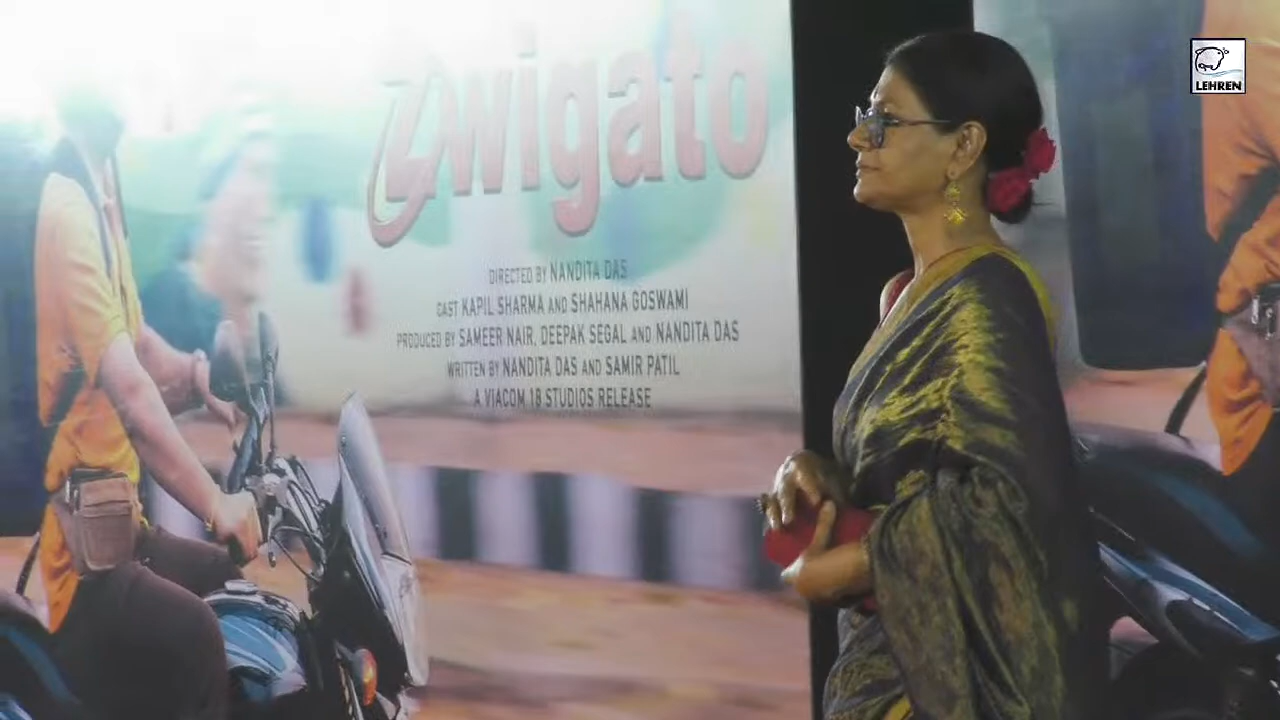 Zwigato
DIRECTED BY NANDITA DAS
CAST KAPIL SHARMA AND SHAHANA GOSWAMI
PRODUCED BY SAMEER NAIR, DEEPAK SEGAL AND NANDITA DAS
WRITTEN BY NANDITA DAS AND SAMIR PATIL
A VIACOM 18 STUDIOS RELEASE
LEHREN